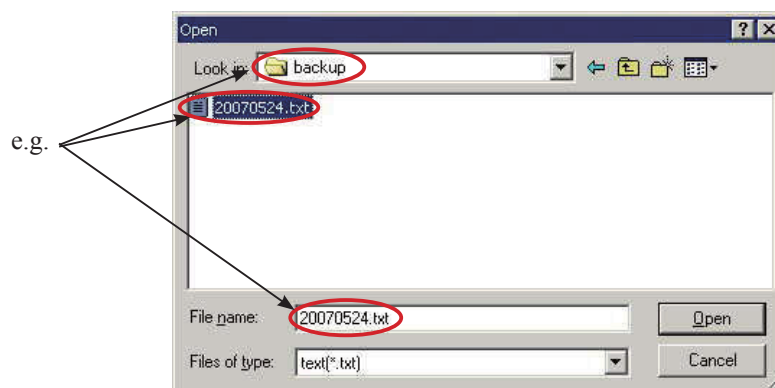 Open
Look in: backup
20070524.txt
e.g.
File name: 20070524.txt Open
Files of type: text(*.txt) Cancel